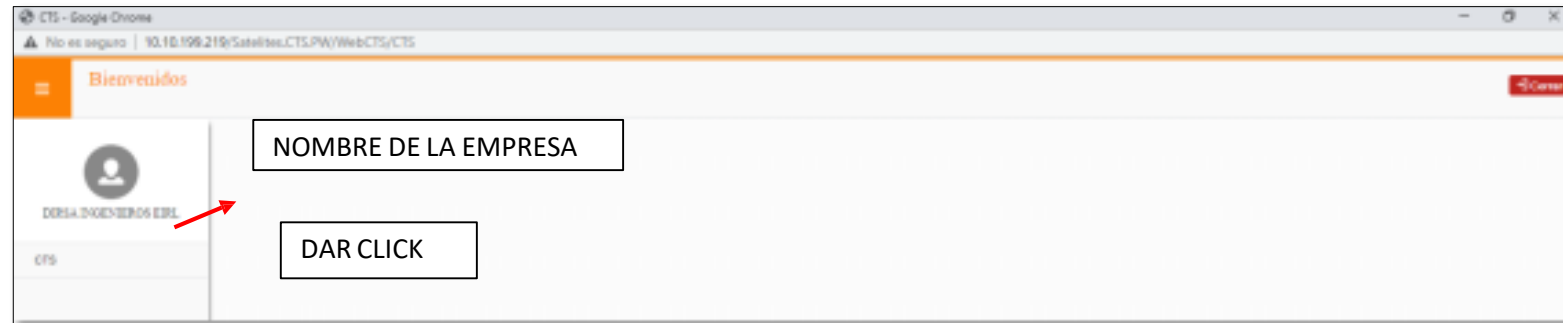 CTS - Google Chrome
No es seguro | 10.10.199.219/Satelites.CTS.PW/WebCTS/CTS
Bienvenidos
Cerrar
NOMBRE DE LA EMPRESA
DIRSA INGENIEROS EIRL
DAR CLICK
CTS